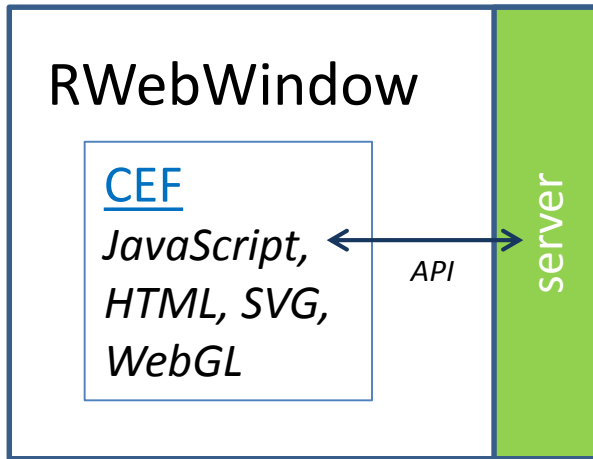 RWebWindow
CEF
JavaScript,
HTML, SVG,
WebGL
API
server